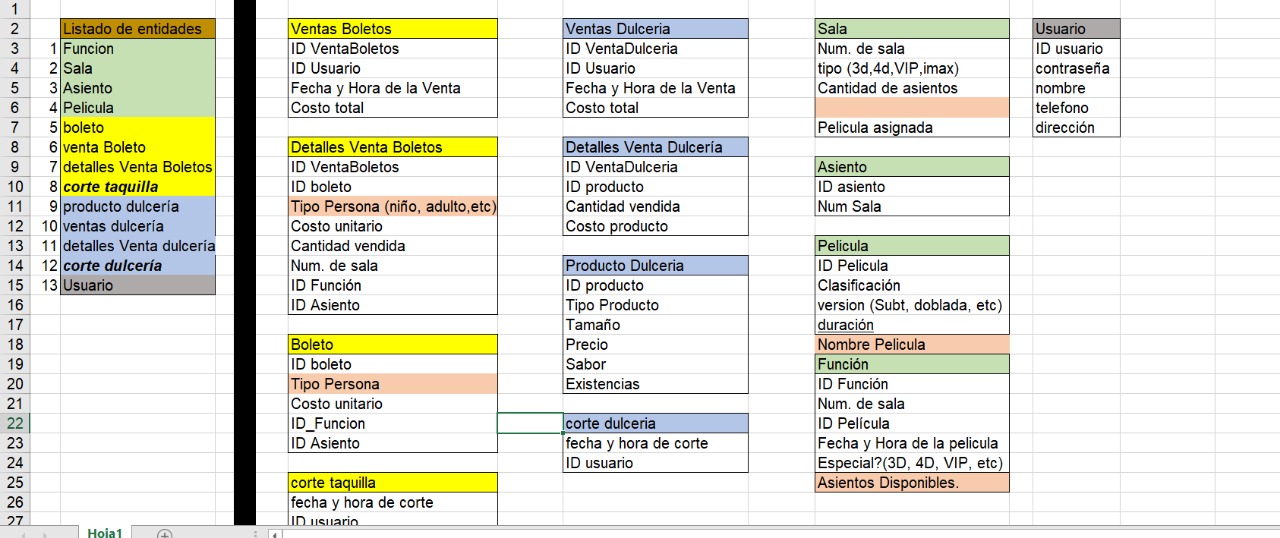 1
2 Listado de entidades Ventas Boletos Ventas Dulceria Sala Usuario
3 1 Funcion ID VentaBoletos ID VentaDulceria Num. de sala ID usuario
4 2 Sala ID Usuario ID Usuario tipo (3d,4d,VIP,imax) contraseña
5 3 Asiento Fecha y Hora de la Venta Fecha y Hora de la Venta Cantidad de asientos nombre
6 4 Pelicula Costo total Costo total telefono
7 5 boleto Pelicula asignada dirección
8 6 venta Boleto Detalles Venta Boletos Detalles Venta Dulcería
9 7 detalles Venta Boletos ID VentaBoletos ID VentaDulceria Asiento
10 8 corte taquilla ID boleto ID producto ID asiento
11 9 producto dulcería Tipo Persona (niño, adulto,etc) Cantidad vendida Num Sala
12 10 ventas dulcería Costo unitario Costo producto
13 11 detalles Venta dulcería Cantidad vendida Pelicula
14 12 corte dulcería Num. de sala Producto Dulceria ID Pelicula
15 13 Usuario ID Función ID producto Clasificación
16 ID Asiento Tipo Producto version (Subt, doblada, etc)
17 Tamaño duración
18 Boleto Precio Nombre Pelicula
19 ID boleto Sabor Función
20 Tipo Persona Existencias ID Función
21 Costo unitario Num. de sala
22 ID_Funcion corte dulceria ID Película
23 ID Asiento fecha y hora de corte Fecha y Hora de la pelicula
24 ID usuario Especial?(3D, 4D, VIP, etc)
25 corte taquilla Asientos Disponibles.
26 fecha y hora de corte
27 ID usuario
Hoja1